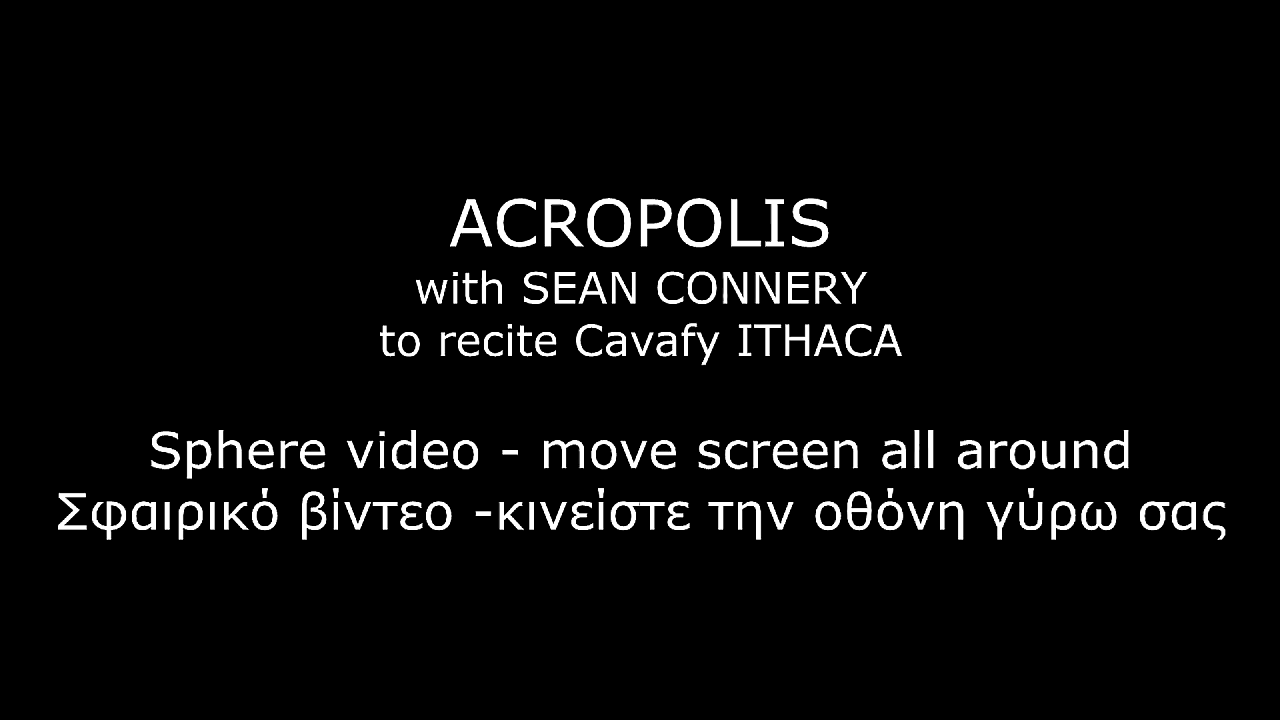 ACROPOLIS
with SEAN CONNERY
to recite Cavafy ITHACA
Sphere video - move screen all around
Σφαιρικό βίντεο -κινείστε την οθόνη γύρω σας